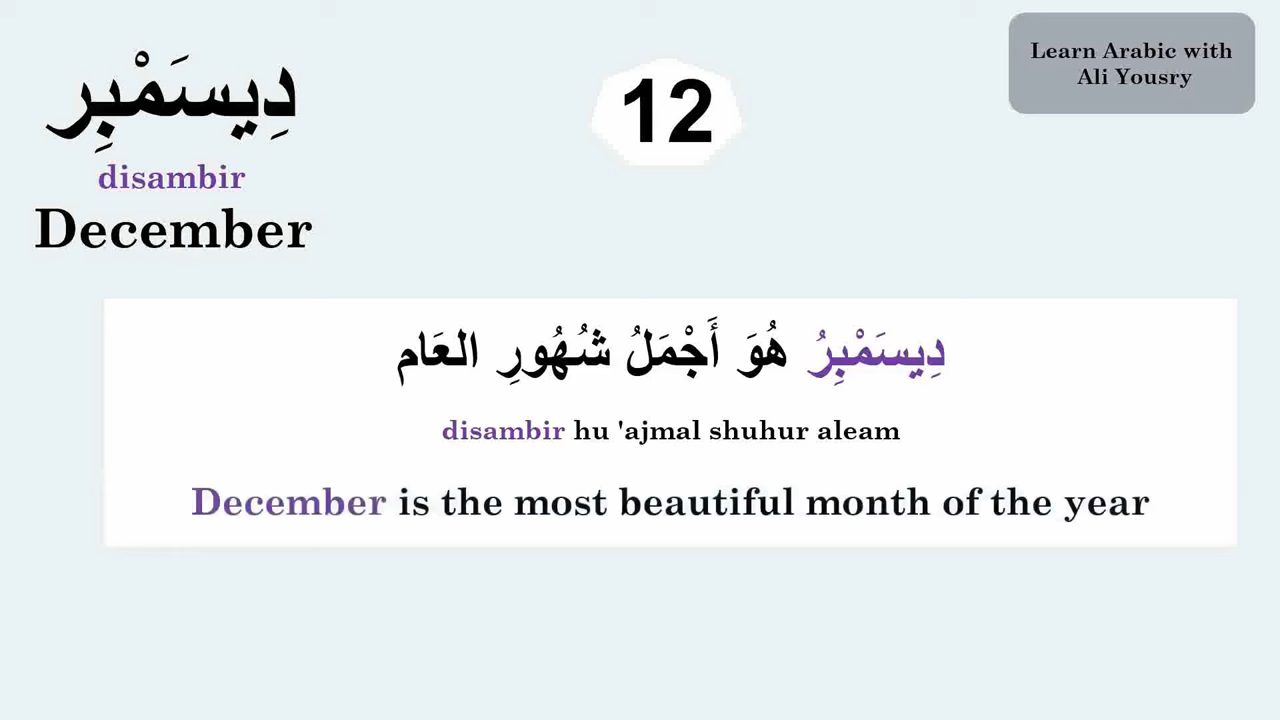 دِيسَمْبِر
disambir
December
12
Learn Arabic with
Ali Yousry
دِيسَمْبِرُ هُوَ أَجْمَلُ شُهُورِ العَام
disambir hu 'ajmal shuhur aleam
December is the most beautiful month of the year